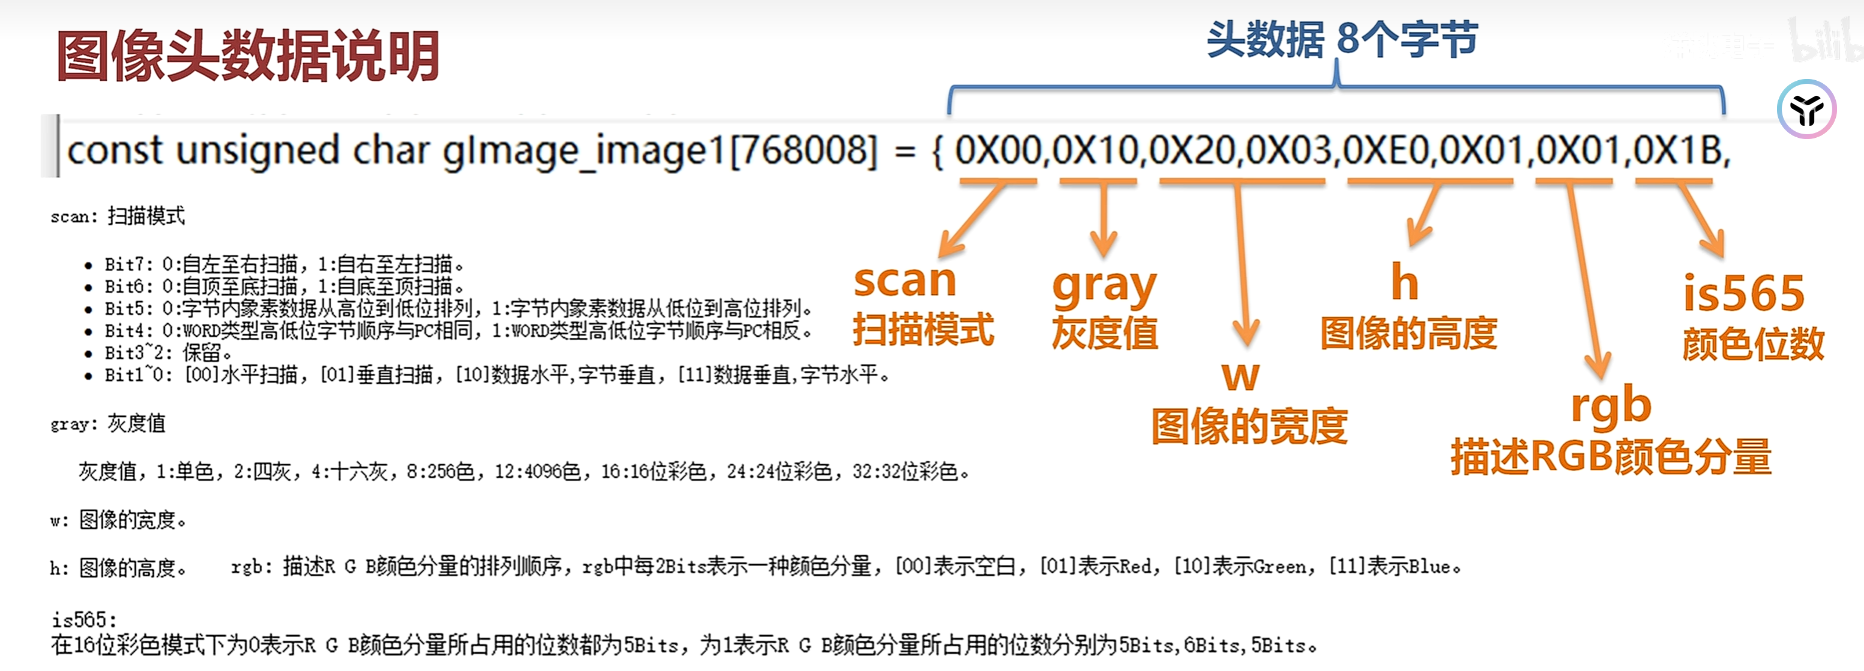 图像头数据说明
头数据 8个字节
const unsigned char gImage_image1[768008] = { 0X00,0X10,0X20,0X03,0XE0,0X01,0X01,0X1B,
scan: 扫描模式
• Bit7: 0:自左至右扫描, 1:自右至左扫描。
• Bit6: 0:自顶至底扫描, 1:自底至顶扫描。
• Bit5: 0:字节内象素数据从高位到低位排列, 1:字节内象素数据从低位到高位排列。
• Bit4: 0:WORD类型高低位字节顺序与PC相同, 1:WORD类型高低位字节顺序与PC相反。
• Bit3~2: 保留。
• Bit1~0: [00]水平扫描, [01]垂直扫描, [10]数据水平,字节垂直, [11]数据垂直,字节水平。
scan
扫描模式
gray
灰度值
w
图像的宽度
h
图像的高度
rgb
描述RGB颜色分量
is565
颜色位数
gray: 灰度值
灰度值, 1:单色, 2:四灰, 4:十六灰, 8:256色, 12:4096色, 16:16位彩色, 24:24位彩色, 32:32位彩色。
w: 图像的宽度。
h: 图像的高度。 rgb: 描述R G B颜色分量的排列顺序, rgb中每2Bits表示一种颜色分量, [00]表示空白, [01]表示Red, [10]表示Green, [11]表示Blue。
is565:
在16位彩色模式下为0表示R G B颜色分量所占用的位数都为5Bits, 为1表示R G B颜色分量所占用的位数分别为5Bits,6Bits,5Bits。